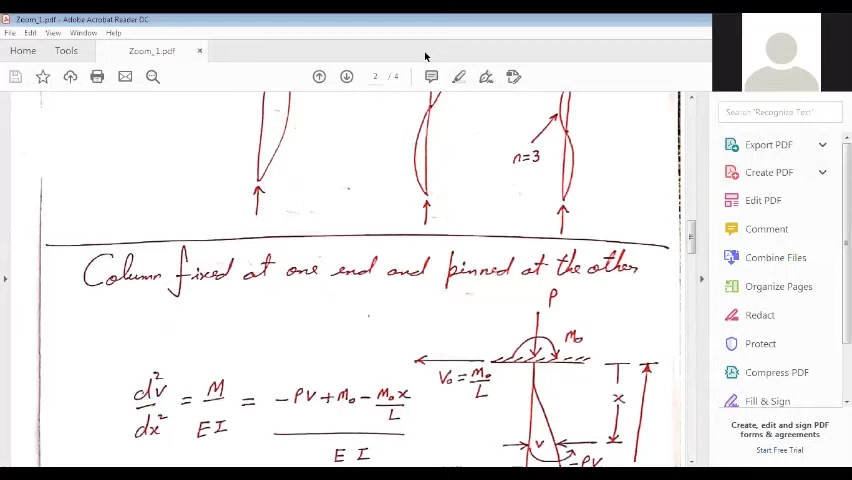 Zoom_1.pdf - Adobe Acrobat Reader DC
File Edit View Window Help
Home Tools Zoom_1.pdf ×
2 / 4
Search "Recognize Text"
Export PDF
Create PDF
Edit PDF
Comment
Combine Files
Organize Pages
Redact
Protect
Compress PDF
Fill & Sign
Create, edit and sign PDF
forms & agreements
Start Free Trial
n=3
Column fixed at one end and pinned at the other
P
M₀
V₀ = M₀/L
x
d²v/dx² = M/EI = (-PV + M₀ - M₀x/L)/EI
v
-PV